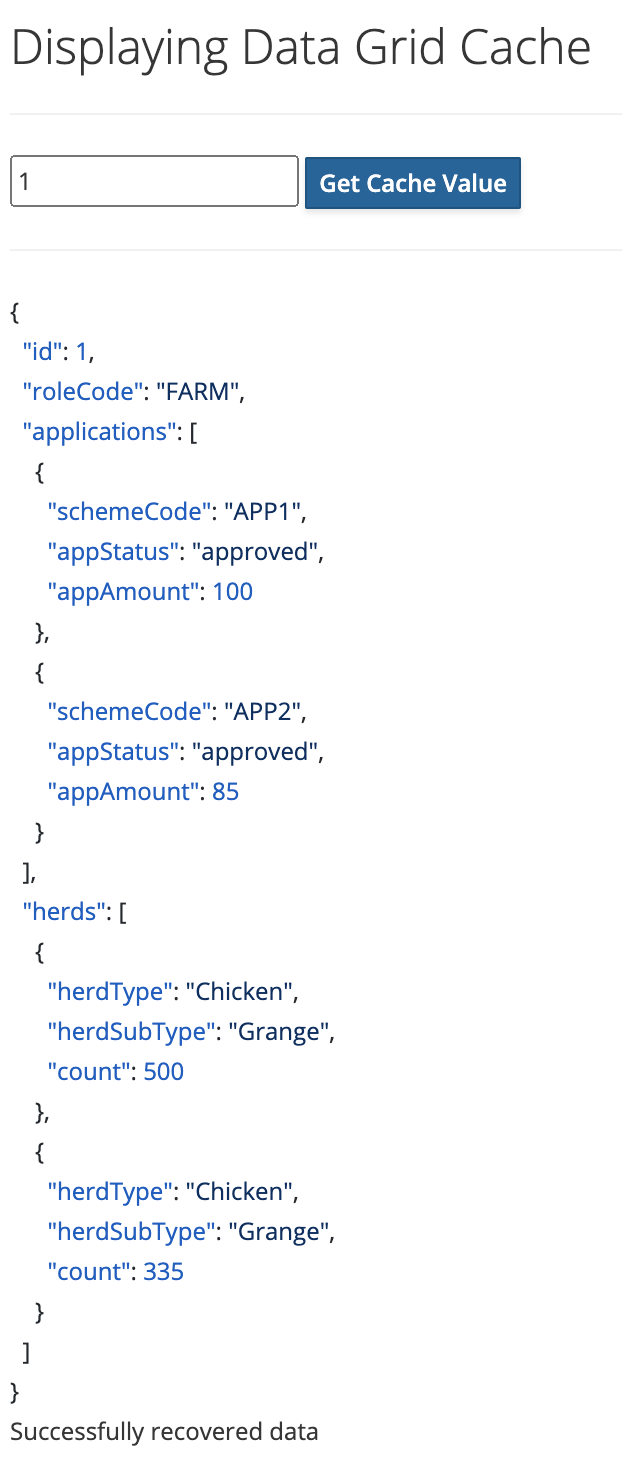 Displaying Data Grid Cache
1
Get Cache Value
{
"id": 1,
"roleCode": "FARM",
"applications": [
{
"schemeCode": "APP1",
"appStatus": "approved",
"appAmount": 100
},
{
"schemeCode": "APP2",
"appStatus": "approved",
"appAmount": 85
}
],
"herds": [
{
"herdType": "Chicken",
"herdSubType": "Grange",
"count": 500
},
{
"herdType": "Chicken",
"herdSubType": "Grange",
"count": 335
}
]
}
Successfully recovered data